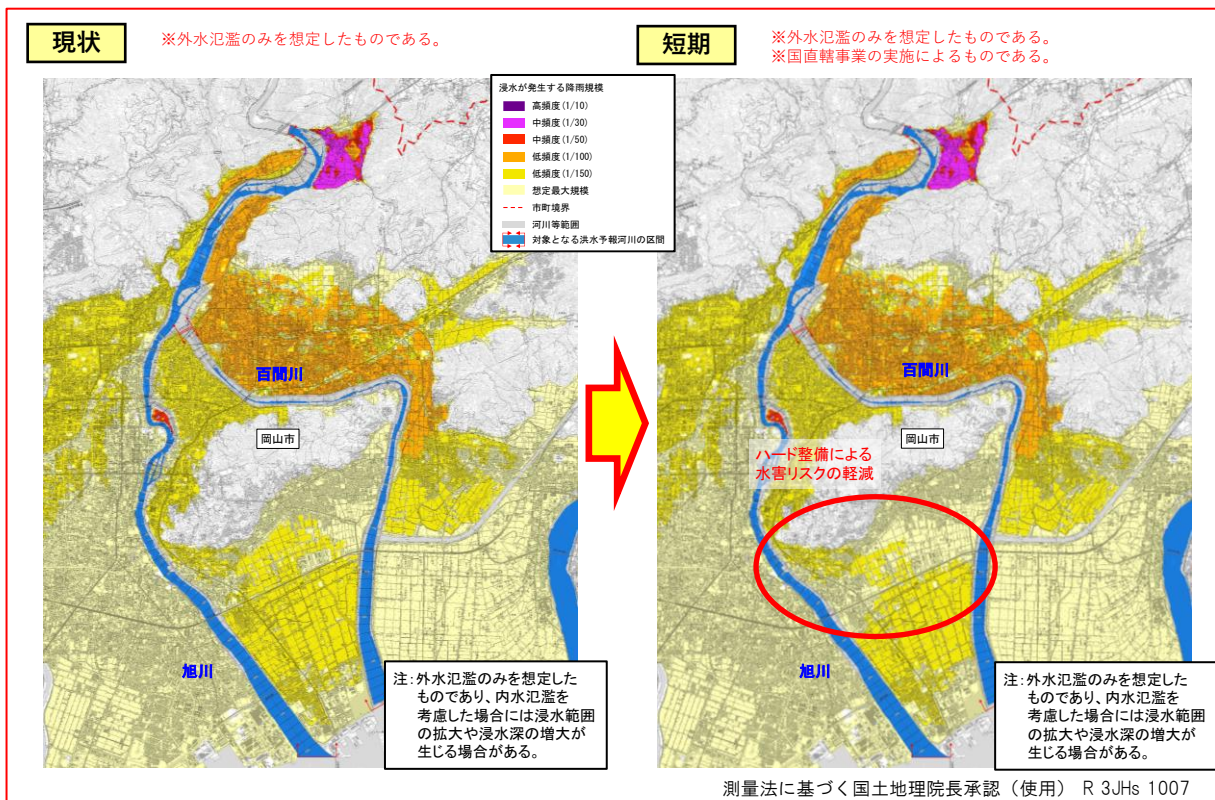 現状
※外水氾濫のみを想定したものである。
短期
※外水氾濫のみを想定したものである。
※国直轄事業の実施によるものである。
浸水が発生する降雨規模
高頻度(1/10)
中頻度(1/30)
中頻度(1/50)
低頻度(1/100)
低頻度(1/150)
想定最大規模
市町境界
河川等範囲
対象となる洪水予報河川の区間
百間川
岡山市
旭川
注:外水氾濫のみを想定した
ものであり、内水氾濫を
考慮した場合には浸水範囲
の拡大や浸水深の増大が
生じる場合がある。
百間川
岡山市
ハード整備による
水害リスクの軽減
旭川
注:外水氾濫のみを想定した
ものであり、内水氾濫を
考慮した場合には浸水範囲
の拡大や浸水深の増大が
生じる場合がある。
測量法に基づく国土地理院長承認(使用) R 3JHs 1007